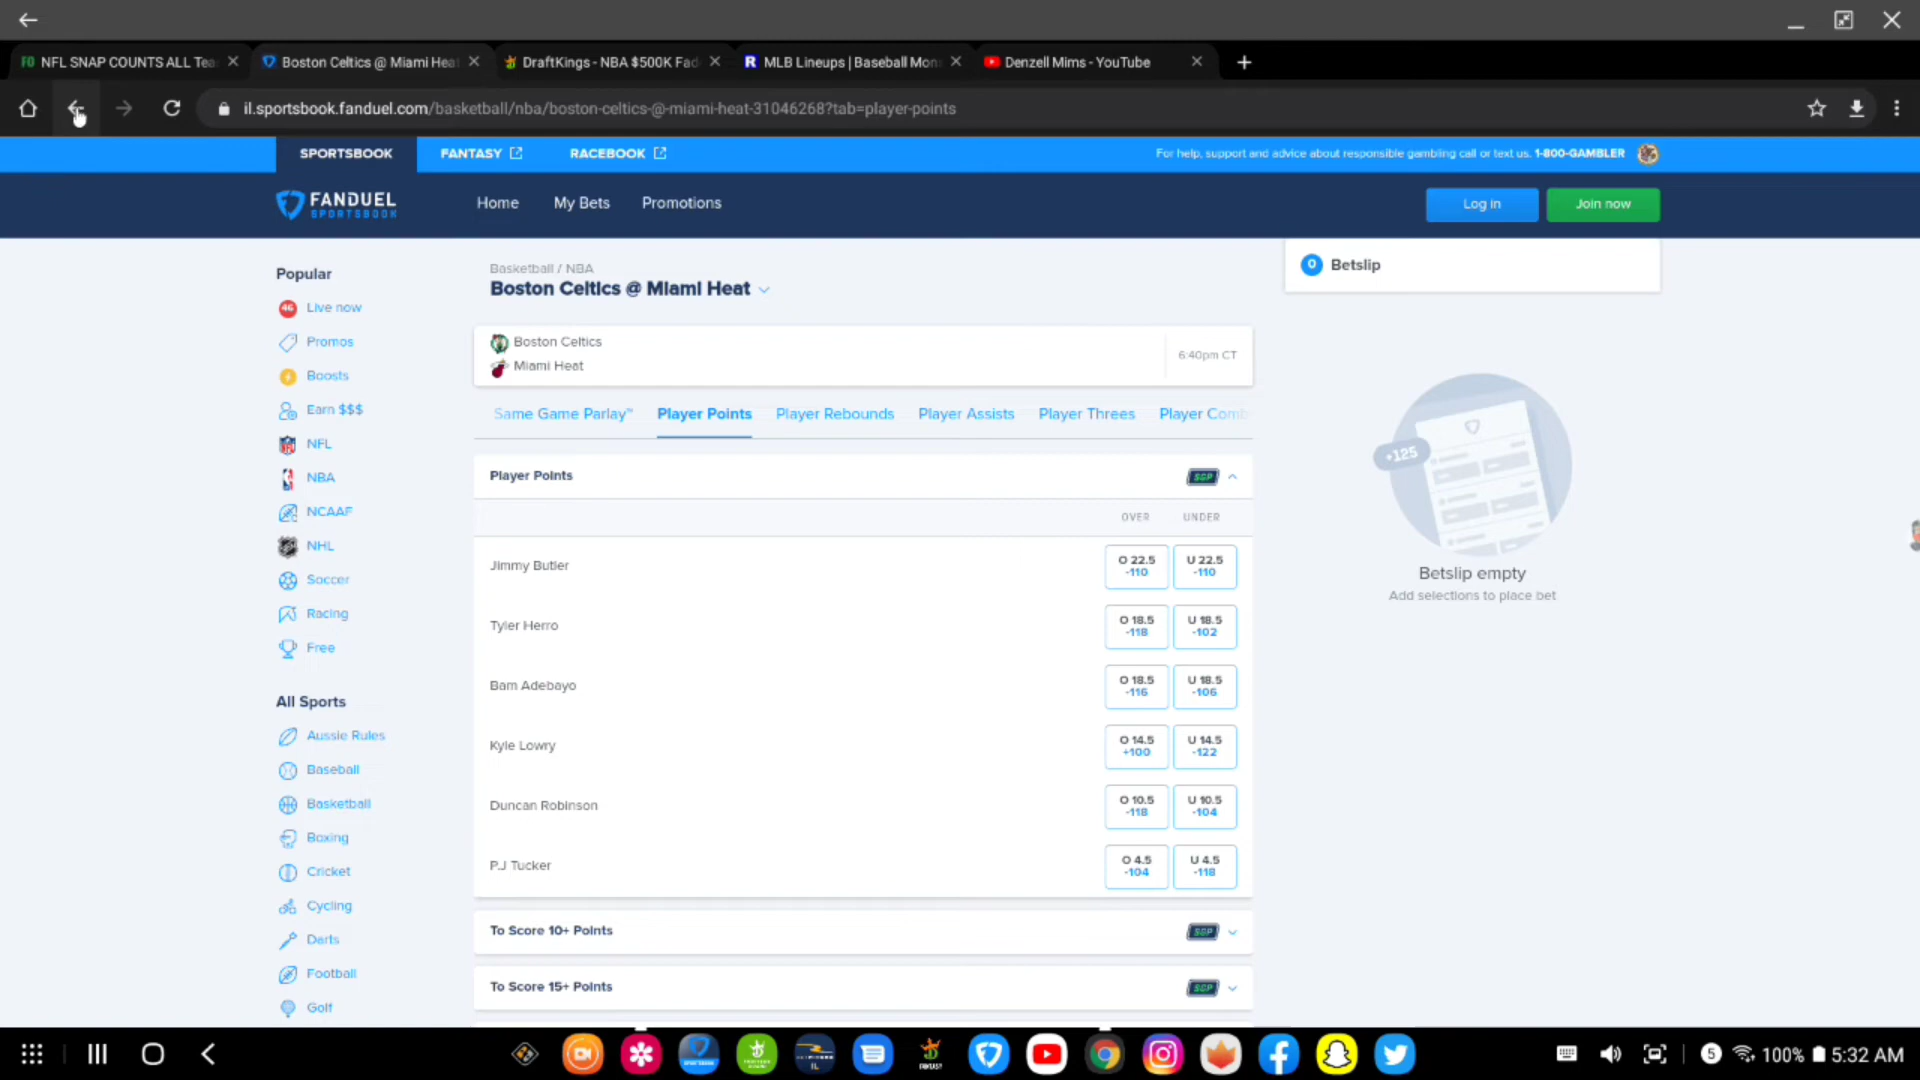 NFL SNAP COUNTS ALL Tea
Boston Celtics @ Miami Heat
DraftKings - NBA $500K Fad
MLB Lineups | Baseball Mon
Denzell Mims - YouTube
il.sportsbook.fanduel.com/basketball/nba/boston-celtics-@-miami-heat-31046268?tab=player-points
SPORTSBOOK
FANTASY
RACEBOOK
For help, support and advice about responsible gambling call or text us. 1-800-GAMBLER
FANDUEL
SPORTSBOOK
Home
My Bets
Promotions
Log in
Join now
Popular
46 Live now
Promos
Boosts
Earn $$$
NFL
NBA
NCAAF
NHL
Soccer
Racing
Free
All Sports
Aussie Rules
Baseball
Basketball
Boxing
Cricket
Cycling
Darts
Football
Golf
Basketball / NBA
Boston Celtics @ Miami Heat
Boston Celtics
Miami Heat
6:40pm CT
Same Game Parlay™
Player Points
Player Rebounds
Player Assists
Player Threes
Player Comb
Player Points
SGP
OVER
UNDER
Jimmy Butler
O 22.5
-110
U 22.5
-110
Tyler Herro
O 18.5
-118
U 18.5
-102
Bam Adebayo
O 18.5
-116
U 18.5
-106
Kyle Lowry
O 14.5
+100
U 14.5
-122
Duncan Robinson
O 10.5
-118
U 10.5
-104
P.J Tucker
O 4.5
-104
U 4.5
-118
To Score 10+ Points
SGP
To Score 15+ Points
SGP
0 Betslip
+125
Betslip empty
Add selections to place bet
5
100%
5:32 AM